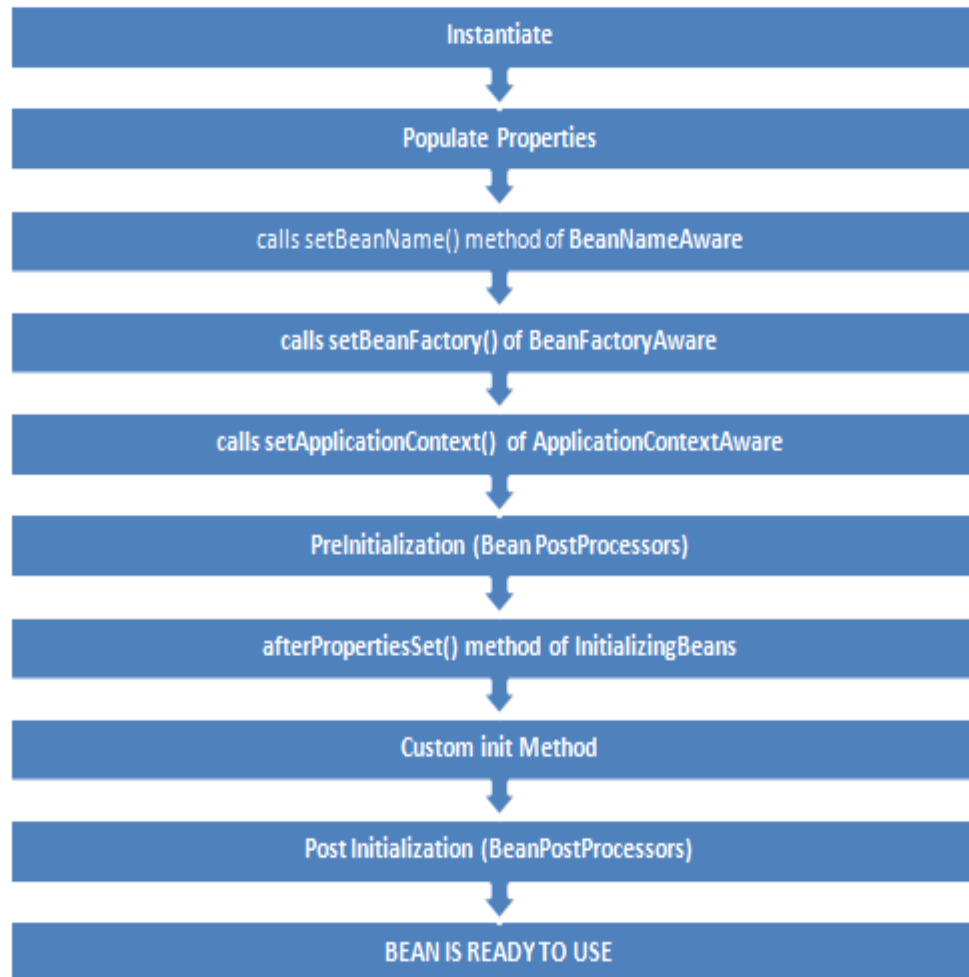 Instantiate
Populate Properties
calls setBeanName() method of BeanNameAware
calls setBeanFactory() of BeanFactoryAware
calls setApplicationContext() of ApplicationContextAware
PreInitialization (Bean PostProcessors)
afterPropertiesSet() method of InitializingBeans
Custom init Method
Post Initialization (BeanPostProcessors)
BEAN IS READY TO USE